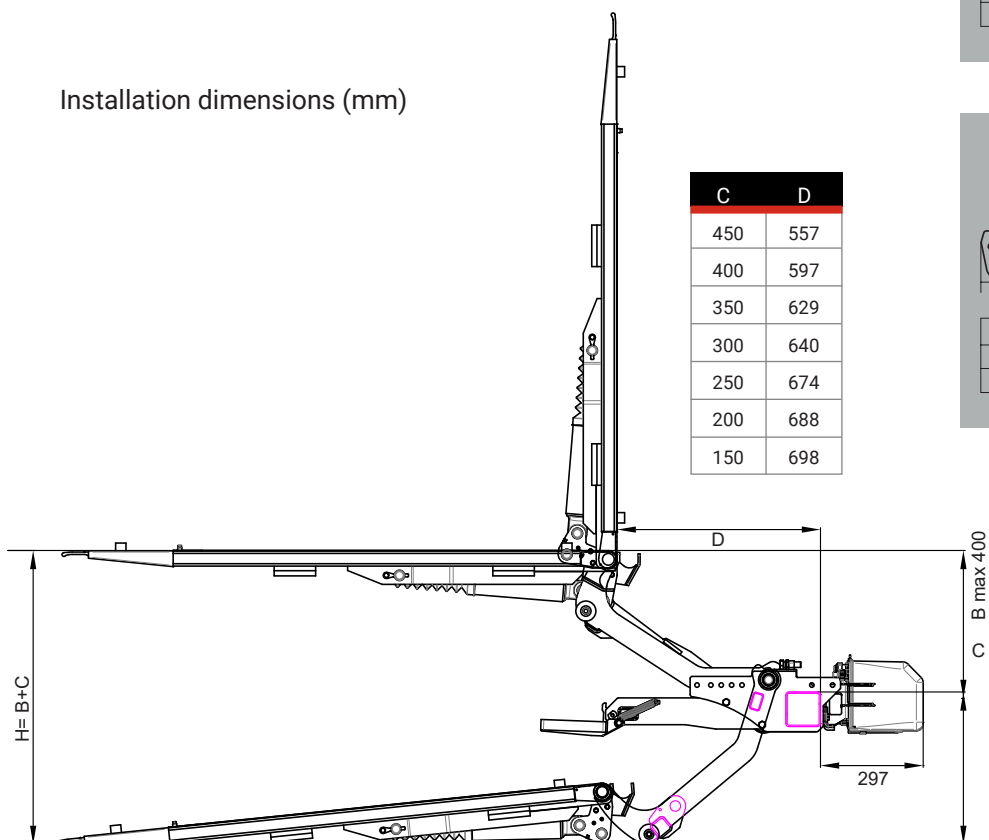 Installation dimensions (mm)
C D
450 557
400 597
350 629
300 640
250 674
200 688
150 698
D
B max 400
C
H= B+C
297